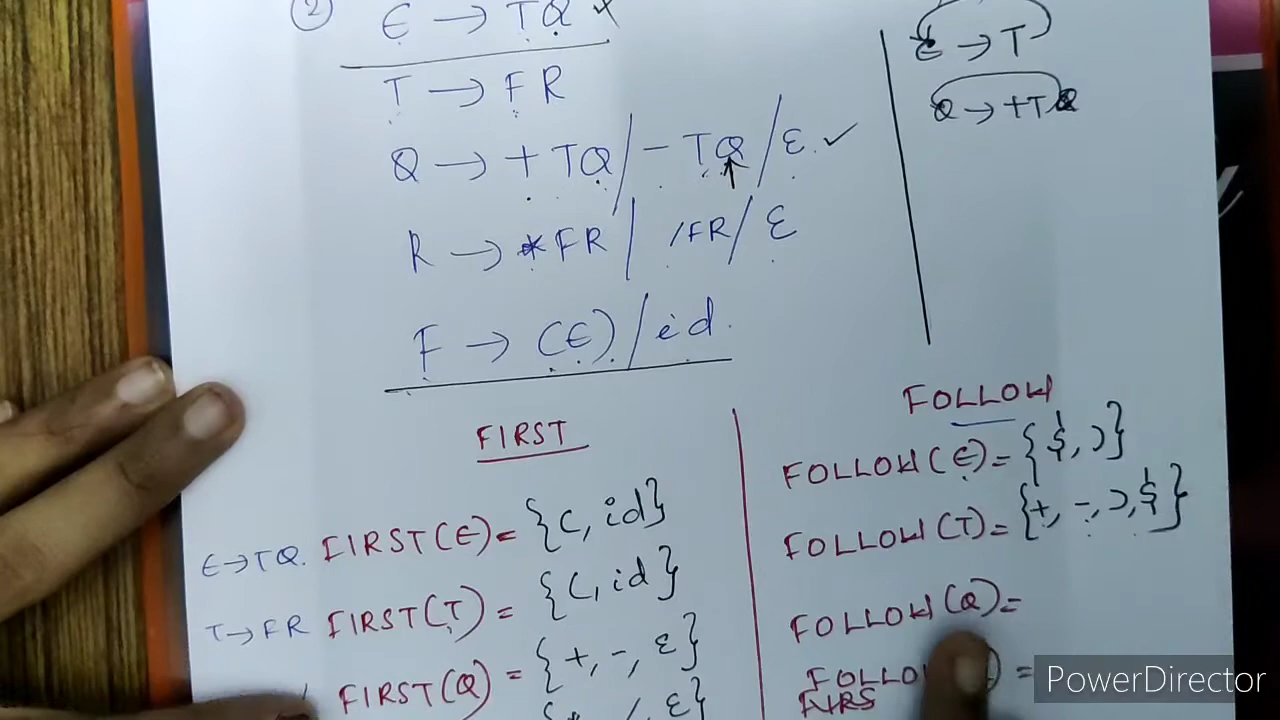 2
E → TQ
T → FR
Q → +TQ / - TQ / ε
R → *FR / /FR / ε
F → (E) / id.
E → T
Q → +TQ
FIRST
E→TQ. FIRST(E) = {(, id}
T→FR FIRST(T) = {(, id}
FIRST(Q) = {+, -, ε}
FOLLOW
FOLLOW(E) = {$, )}
FOLLOW(T) = {+, -, ), $}
FOLLOW(Q) =
FIRS
PowerDirector